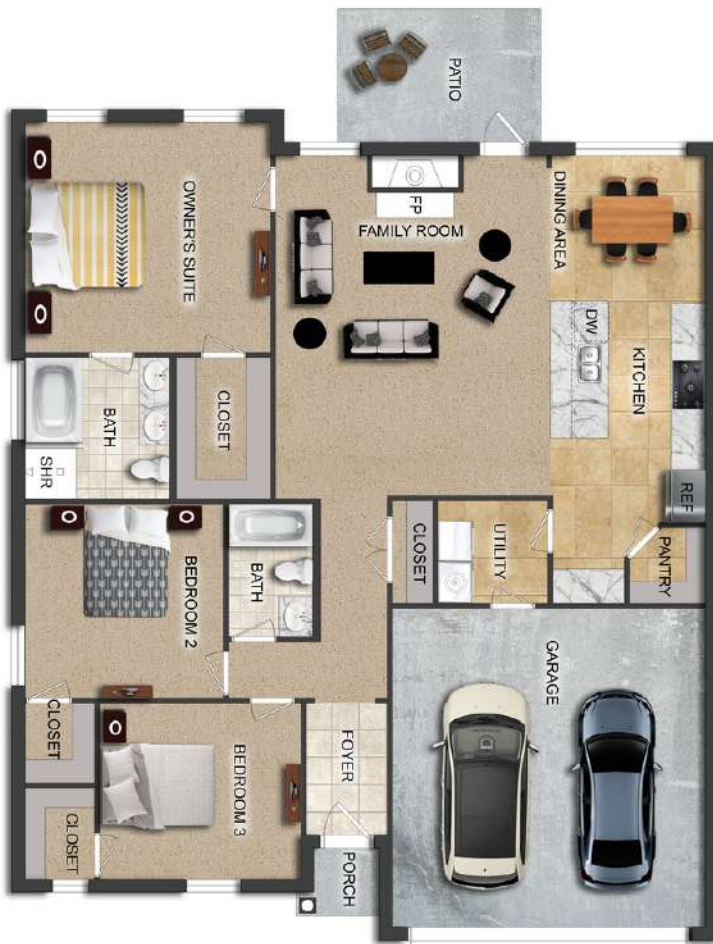 PATIO
OWNER'S SUITE
FP
FAMILY ROOM
DINING AREA
DW
KITCHEN
BATH
SHR
CLOSET
REF
PANTRY
UTILITY
CLOSET
BATH
BEDROOM 2
GARAGE
CLOSET
BEDROOM 3
FOYER
CLOSET
PORCH